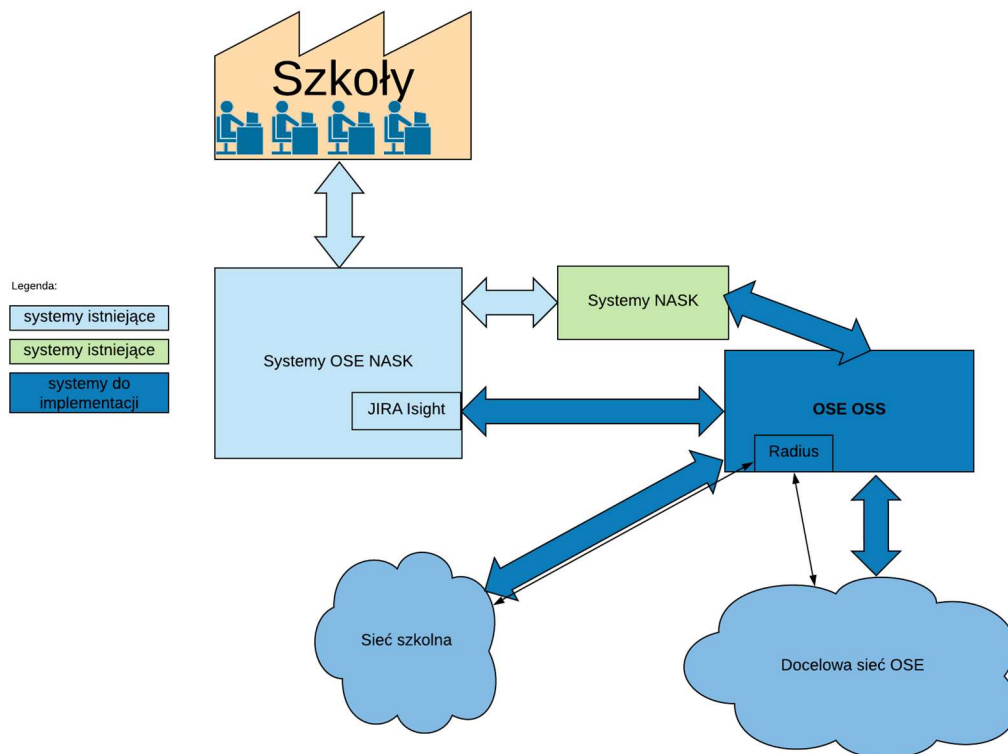 Szkoły
Legenda:
systemy istniejące
systemy istniejące
systemy do
implementacji
Systemy OSE NASK
JIRA Isight
Systemy NASK
OSE OSS
Radius
Sieć szkolna
Docelowa sieć OSE